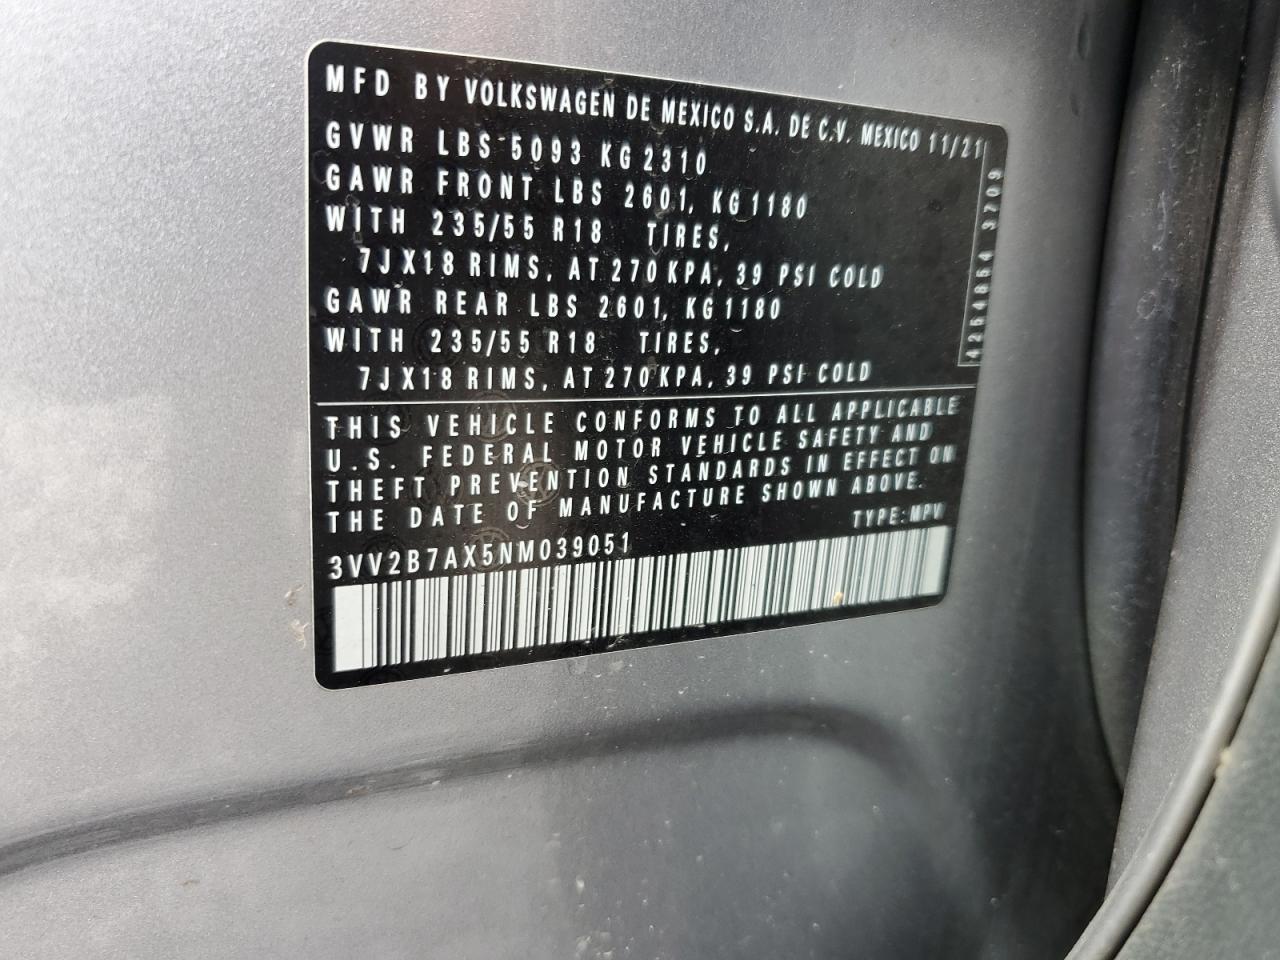 MFD BY VOLKSWAGEN DE MEXICO S.A. DE C.V. MEXICO 11/21
GVWR LBS 5093 KG 2310
GAWR FRONT LBS 2601, KG 1180
WITH 235/55 R18 TIRES,
7JX18 RIMS, AT 270 KPA, 39 PSI COLD
GAWR REAR LBS 2601, KG 1180
WITH 235/55 R18 TIRES,
7JX18 RIMS, AT 270 KPA, 39 PSI COLD
4264854 3709
THIS VEHICLE CONFORMS TO ALL APPLICABLE
U.S. FEDERAL MOTOR VEHICLE SAFETY AND
THEFT PREVENTION STANDARDS IN EFFECT ON
THE DATE OF MANUFACTURE SHOWN ABOVE.
TYPE: MPV
3VV2B7AX5NM039051